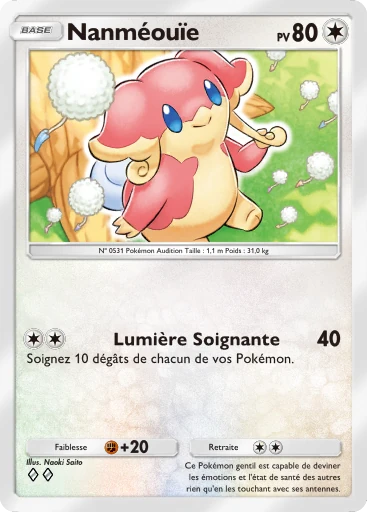 BASE Nanméouïe PV 80
N° 0531 Pokémon Audition Taille : 1,1 m Poids : 31,0 kg
Lumière Soignante 40
Soignez 10 dégâts de chacun de vos Pokémon.
Faiblesse +20 Retraite
Illus. Naoki Saito
Ce Pokémon gentil est capable de deviner
les émotions et l'état de santé des autres
rien qu'en les touchant avec ses antennes.